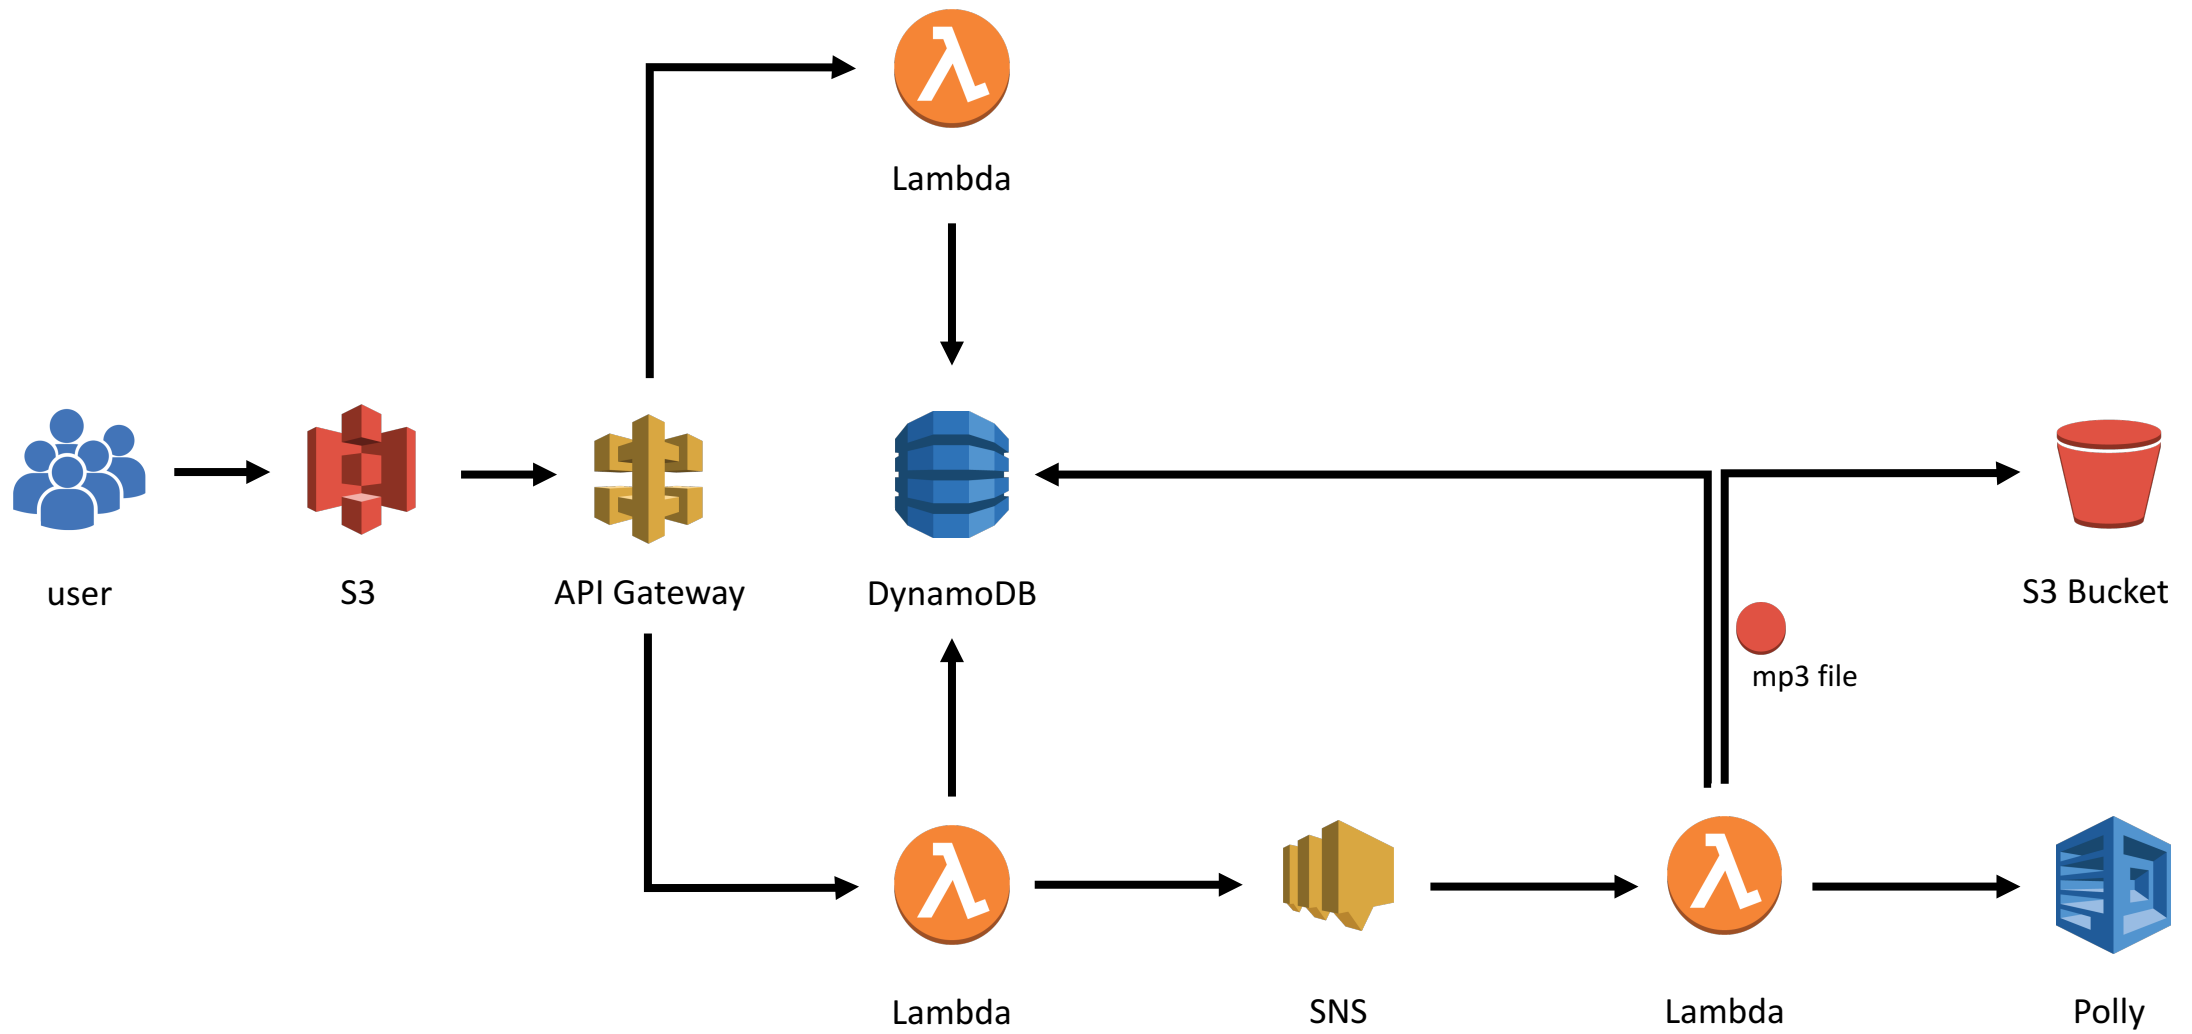 Lambda
user
S3
API Gateway
DynamoDB
S3 Bucket
mp3 file
Lambda
SNS
Lambda
Polly